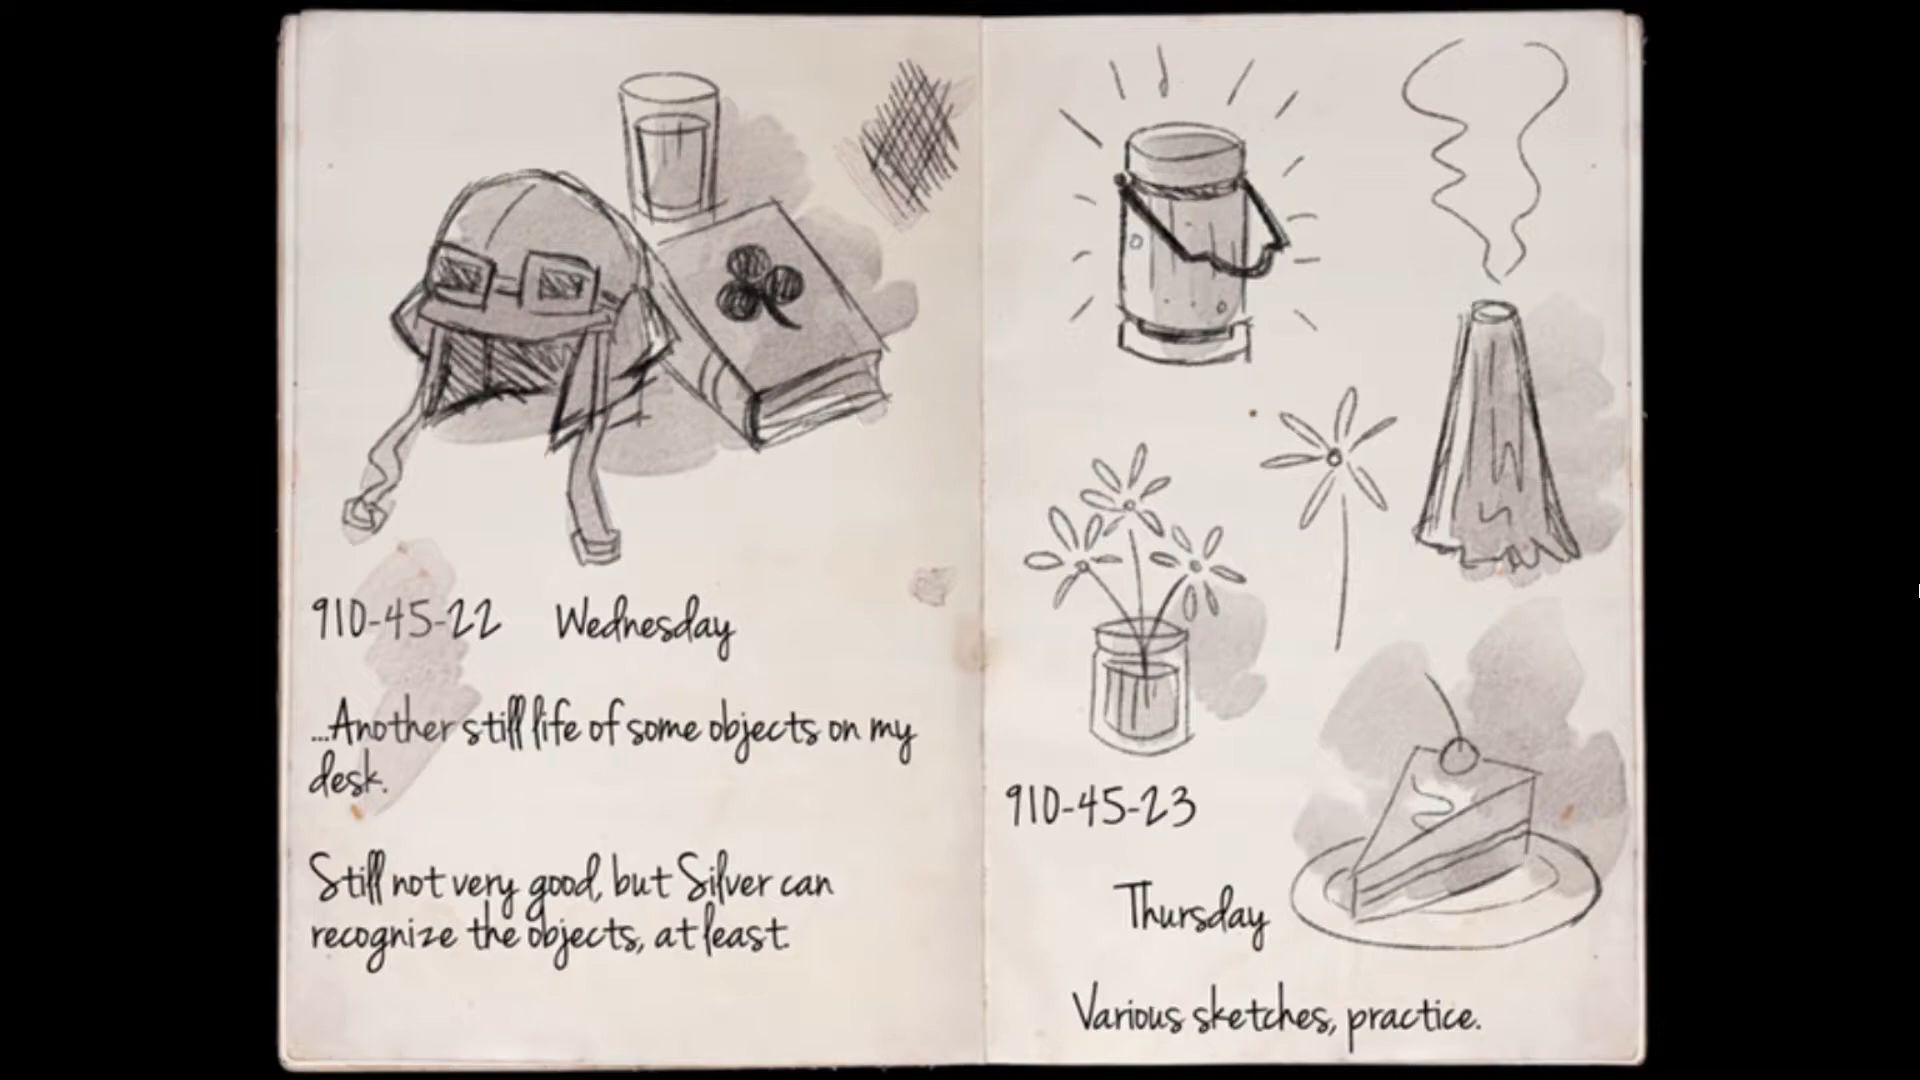 910-45-22 Wednesday
...Another still life of some objects on my
desk.
Still not very good, but Silver can
recognize the objects, at least.
910-45-23
Thursday
Various sketches, practice.